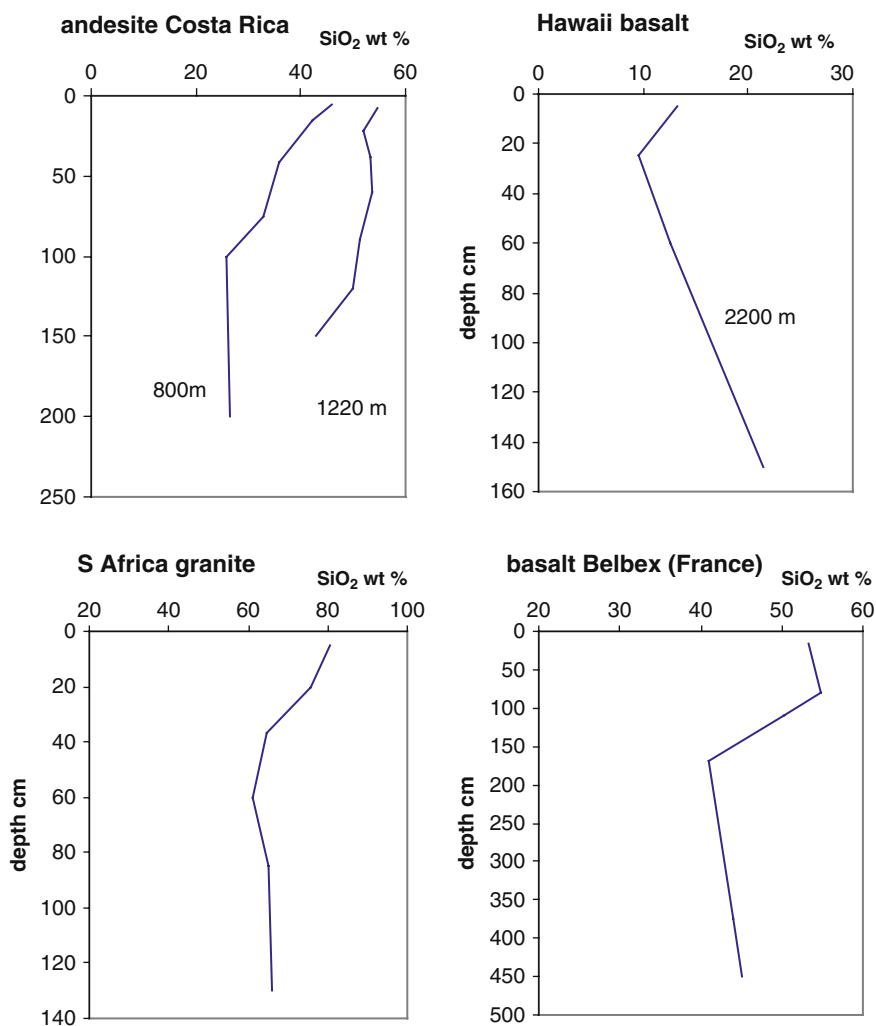 andesite Costa Rica
SiO2 wt %
0 20 40 60
0
50
100
150
200
250
800m
1220 m
Hawaii basalt
SiO2 wt %
0 10 20 30
0
20
40
60
80
100
120
140
160
depth cm
2200 m
S Africa granite
SiO2 wt %
20 40 60 80 100
0
20
40
60
80
100
120
140
depth cm
basalt Belbex (France)
SiO2 wt %
20 30 40 50 60
0
50
100
150
200
250
300
350
400
450
500
depth cm